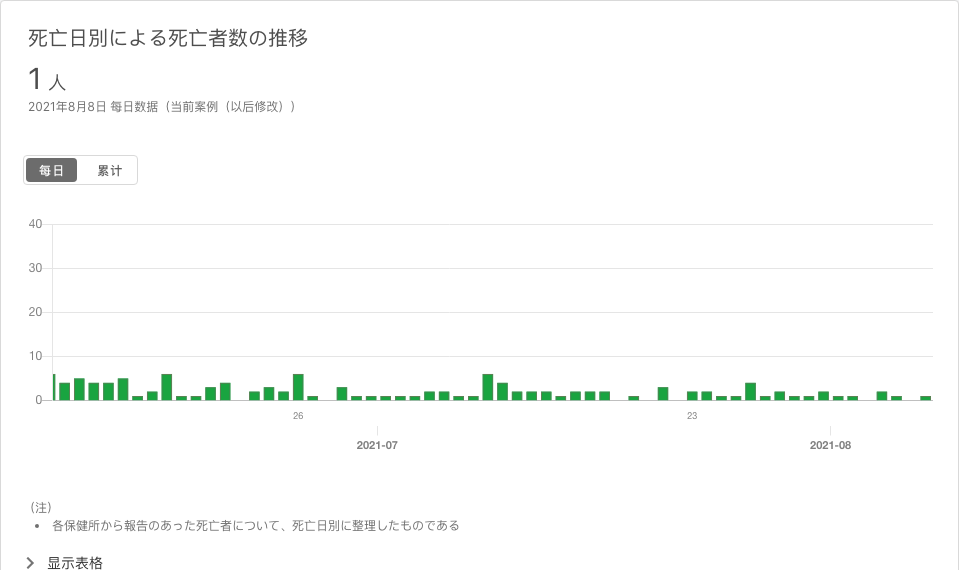 死亡日別による死亡者数の推移
1 人
2021年8月8日 每日数据（当前案例（以后修改））
每日 累计
40
30
20
10
0
26 23
2021-07 2021-08
（注）
• 各保健所から報告のあった死亡者について、死亡日別に整理したものである
显示表格